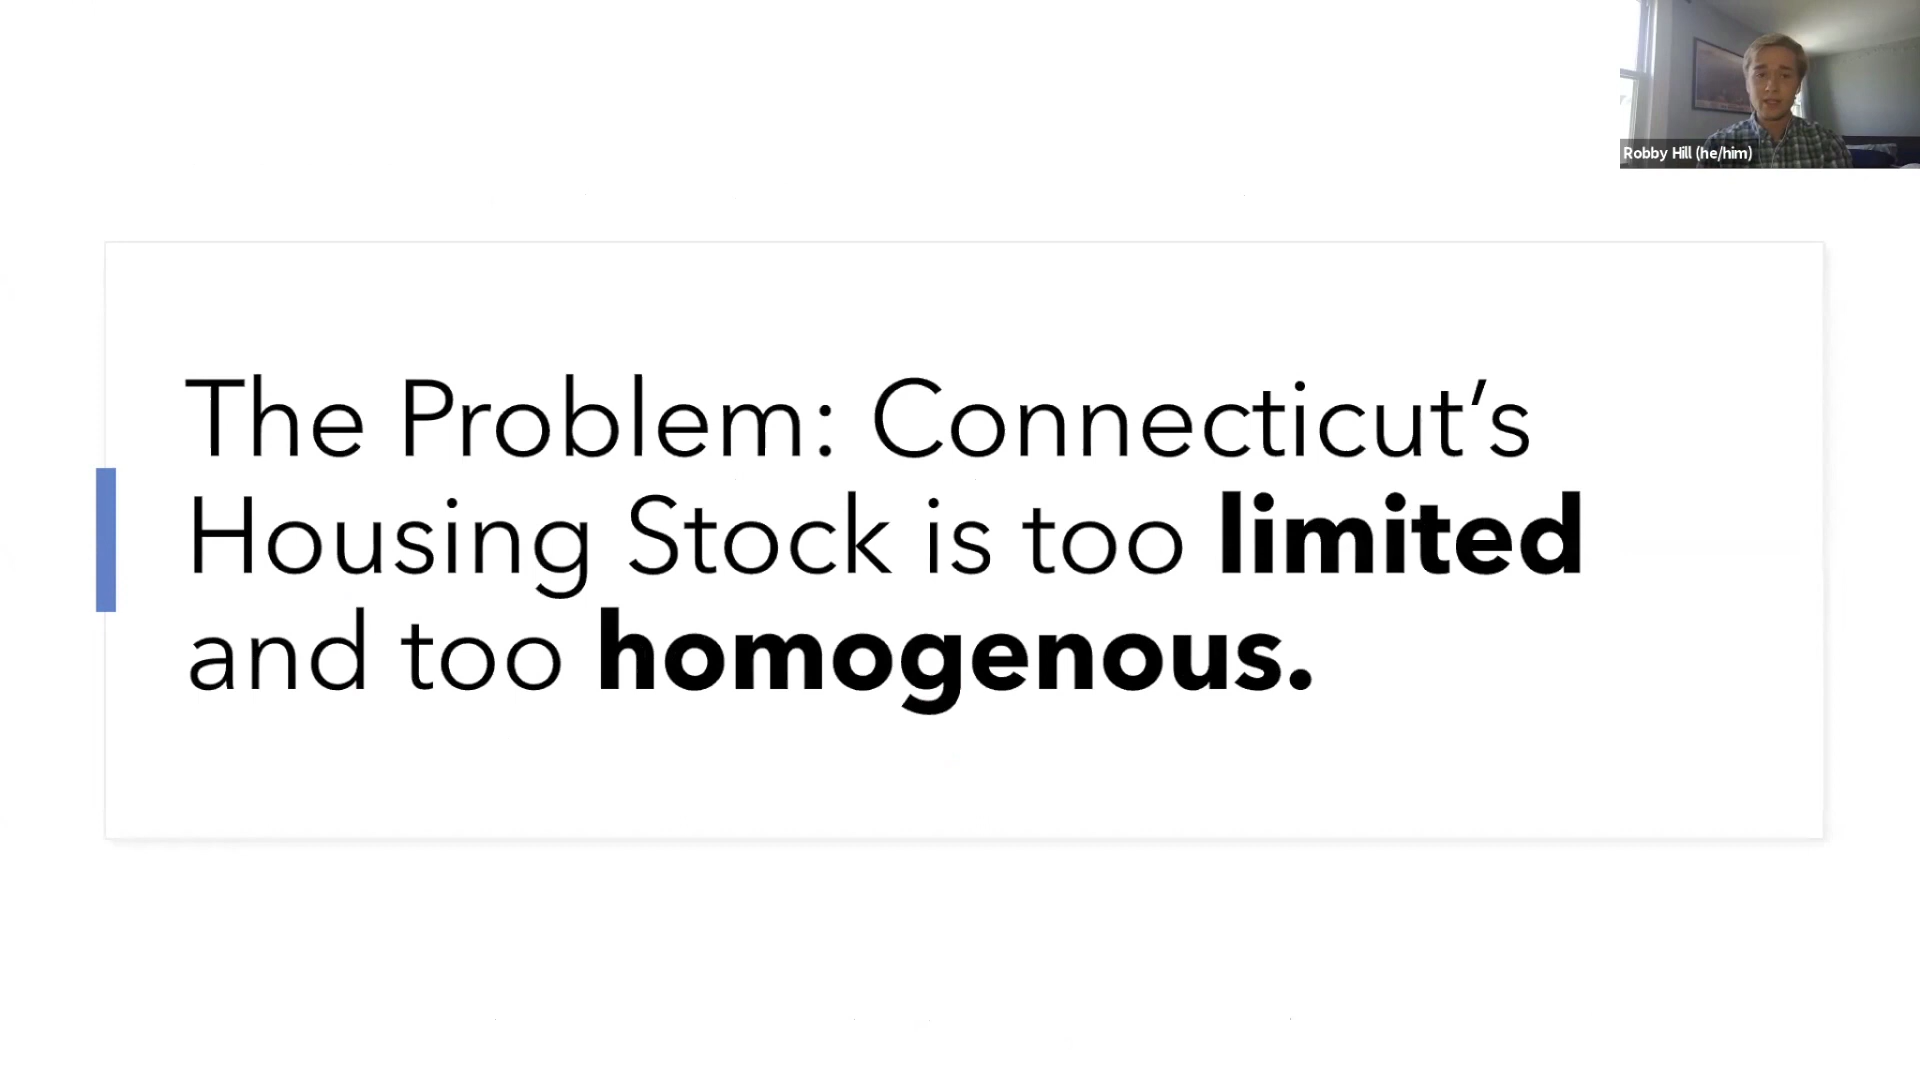 Robby Hill (he/him)
The Problem: Connecticut’s
Housing Stock is too limited
and too homogenous.